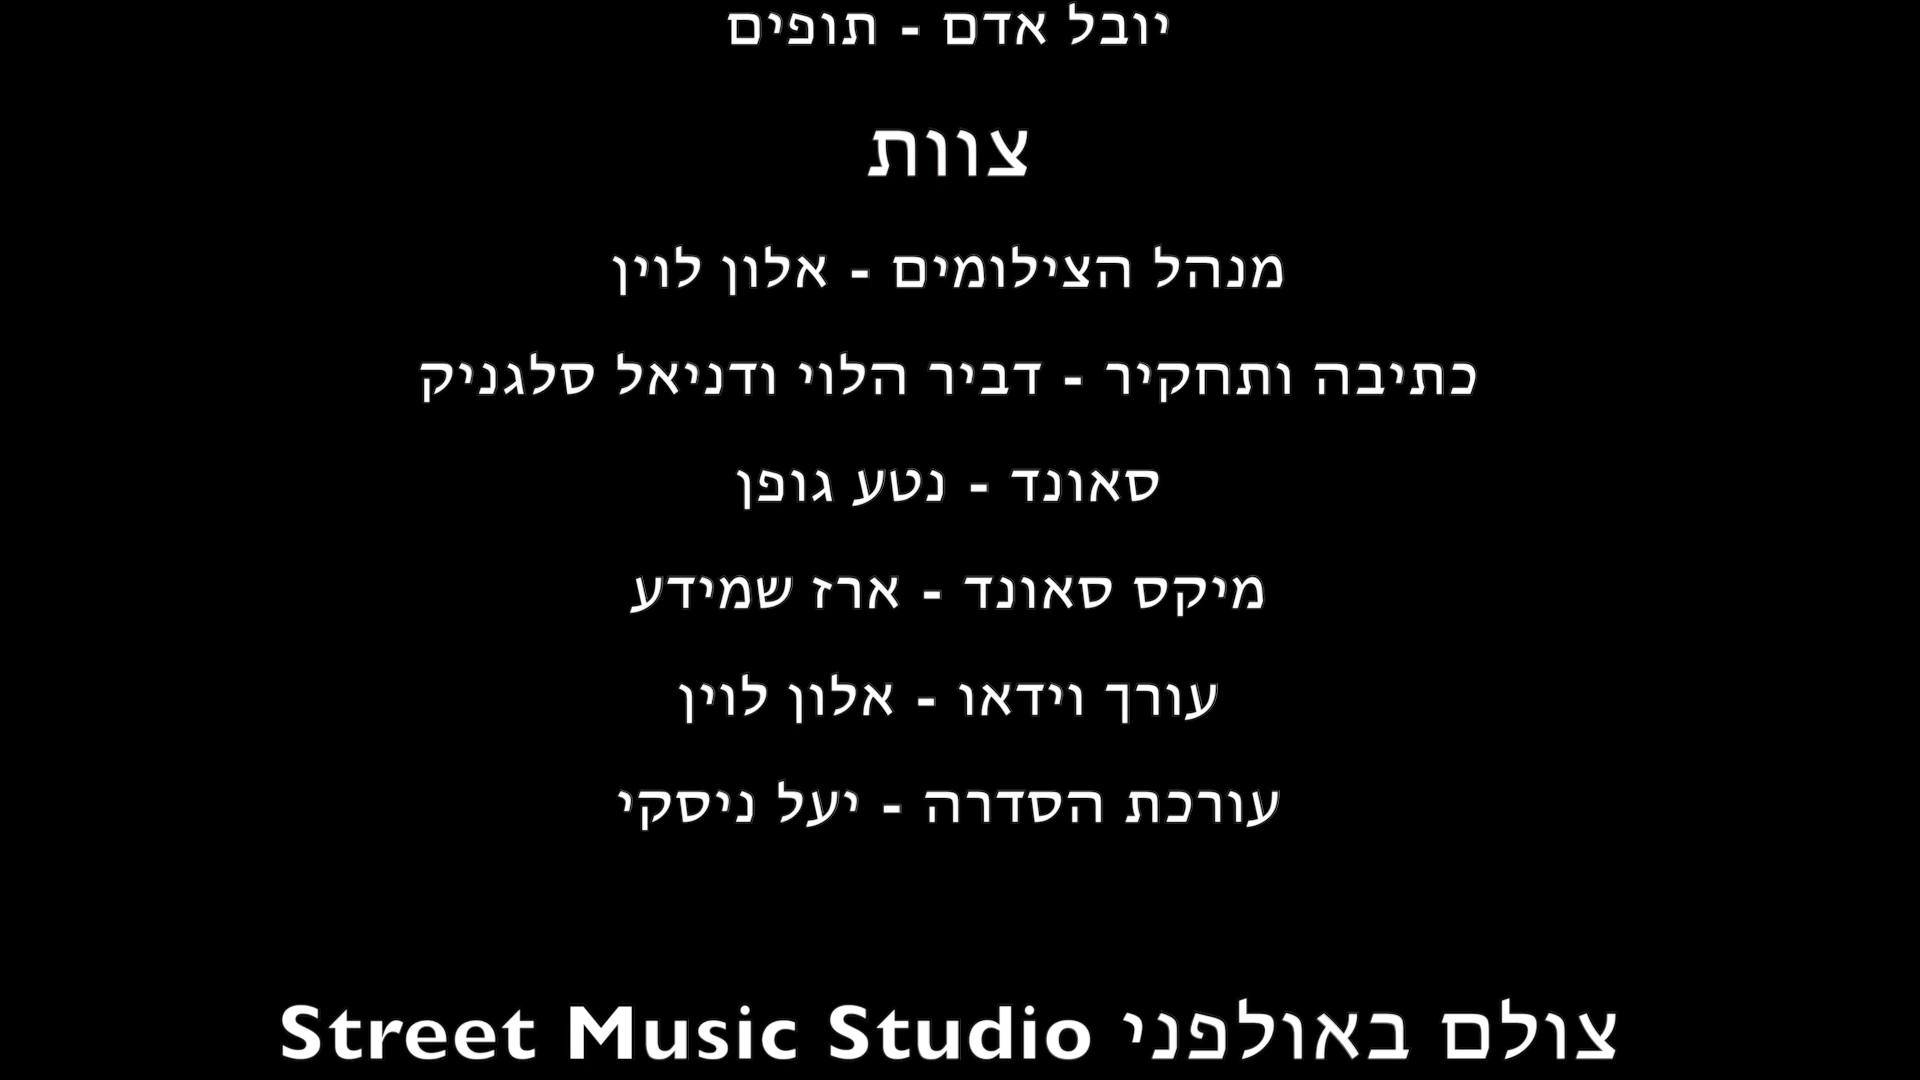 יובל אדם - תופים
צוות
מנהל הצילומים - אלון לוין
כתיבה ותחקיר - דביר הלוי ודניאל סלגניק
סאונד - נטע גופן
מיקס סאונד - ארז שמידע
עורך וידאו - אלון לוין
עורכת הסדרה - יעל ניסקי
צולם באולפני Street Music Studio